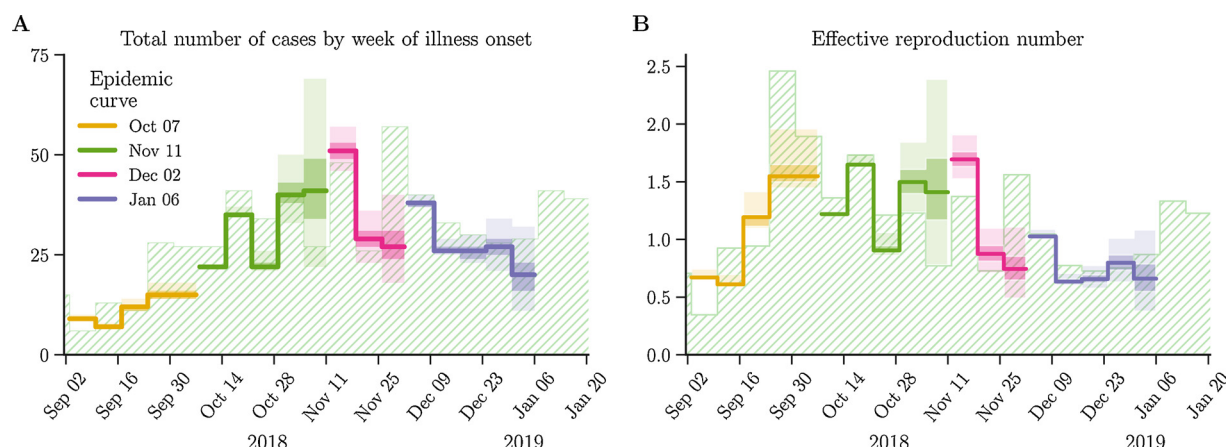 A
Total number of cases by week of illness onset
75
50
25
0
Epidemic
curve
Oct 07
Nov 11
Dec 02
Jan 06
Sep 02
Sep 16
Sep 30
Oct 14
Oct 28
Nov 11
Nov 25
Dec 09
Dec 23
Jan 06
Jan 20
2018
2019
B
Effective reproduction number
2.5
2.0
1.5
1.0
0.5
0.0
Sep 02
Sep 16
Sep 30
Oct 14
Oct 28
Nov 11
Nov 25
Dec 09
Dec 23
Jan 06
Jan 20
2018
2019